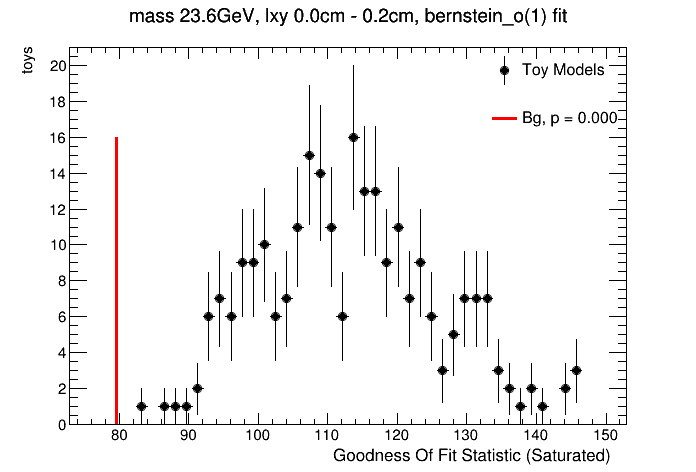 mass 23.6GeV, lxy 0.0cm - 0.2cm, bernstein_o(1) fit
toys
20
18
16
14
12
10
8
6
4
2
0
Toy Models
Bg, p = 0.000
80 90 100 110 120 130 140 150
Goodness Of Fit Statistic (Saturated)